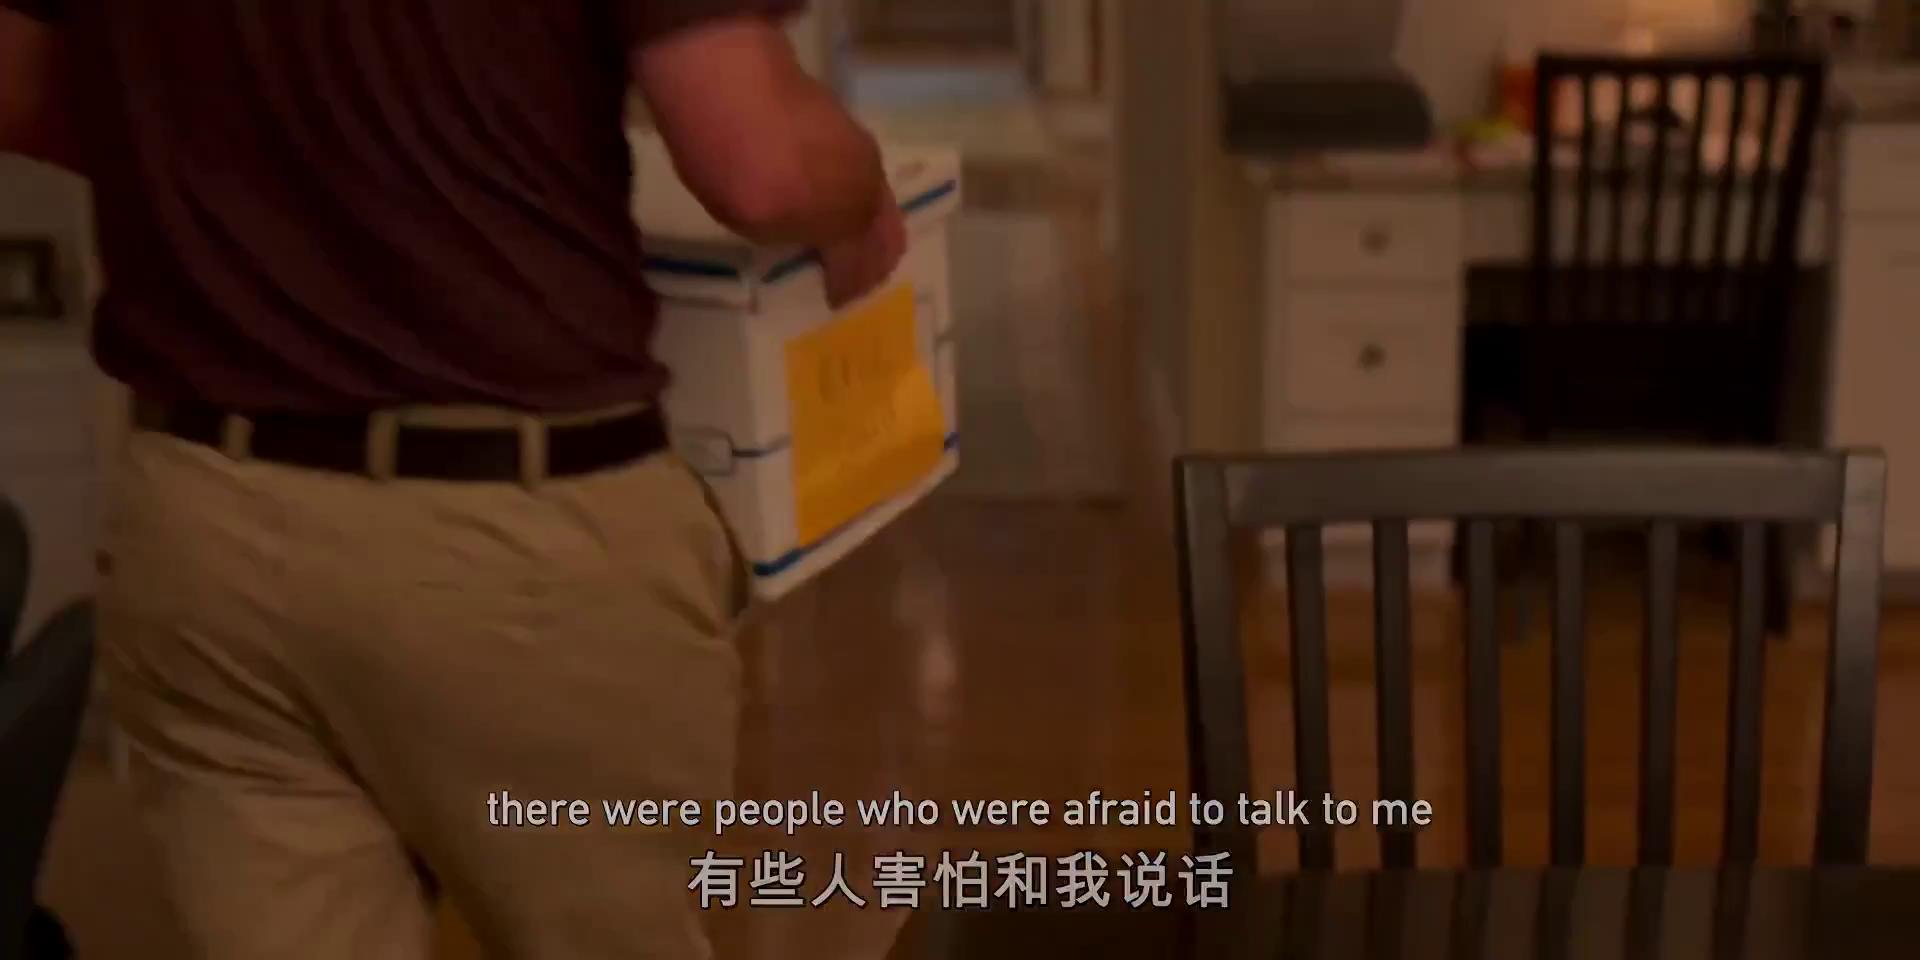 there were people who were afraid to talk to me
有些人害怕和我说话